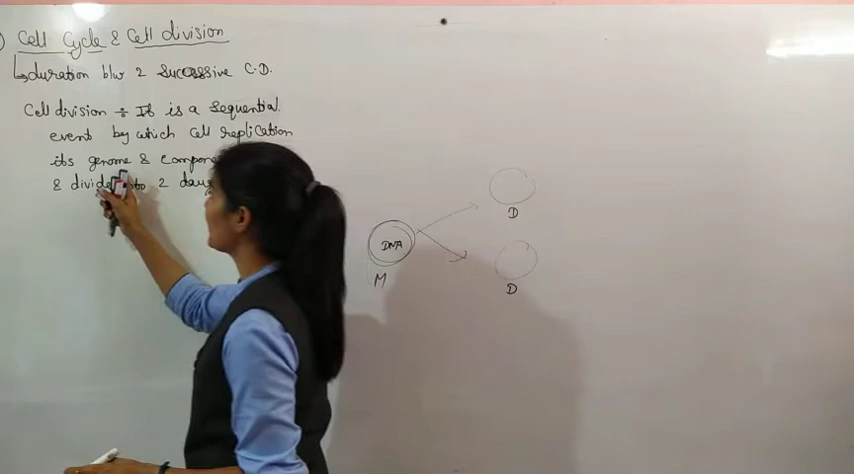 Cell Cycle & Cell division
duration b/w 2 Successive C.D.
Cell division ÷ It is a Sequential
event by which Cell replication
its genome & compone
& divide into 2 daug
DNA
M
D
D